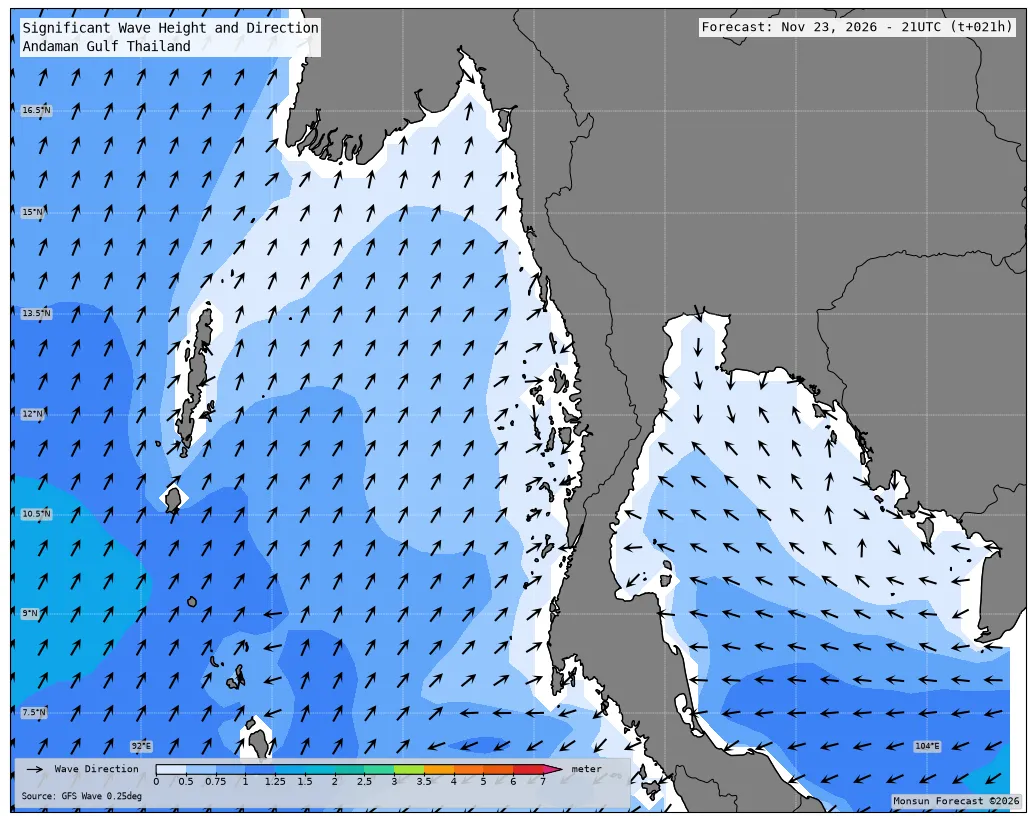 Significant Wave Height and Direction
Andaman Gulf Thailand
Forecast: Nov 23, 2026 - 21UTC (t+021h)
16.5°N
15°N
13.5°N
12°N
10.5°N
9°N
7.5°N
92°E
104°E
Wave Direction
meter
0 0.5 0.75 1 1.25 1.5 2 2.5 3 3.5 4 5 6 7
Source: GFS Wave 0.25deg
Monsun Forecast ©2026